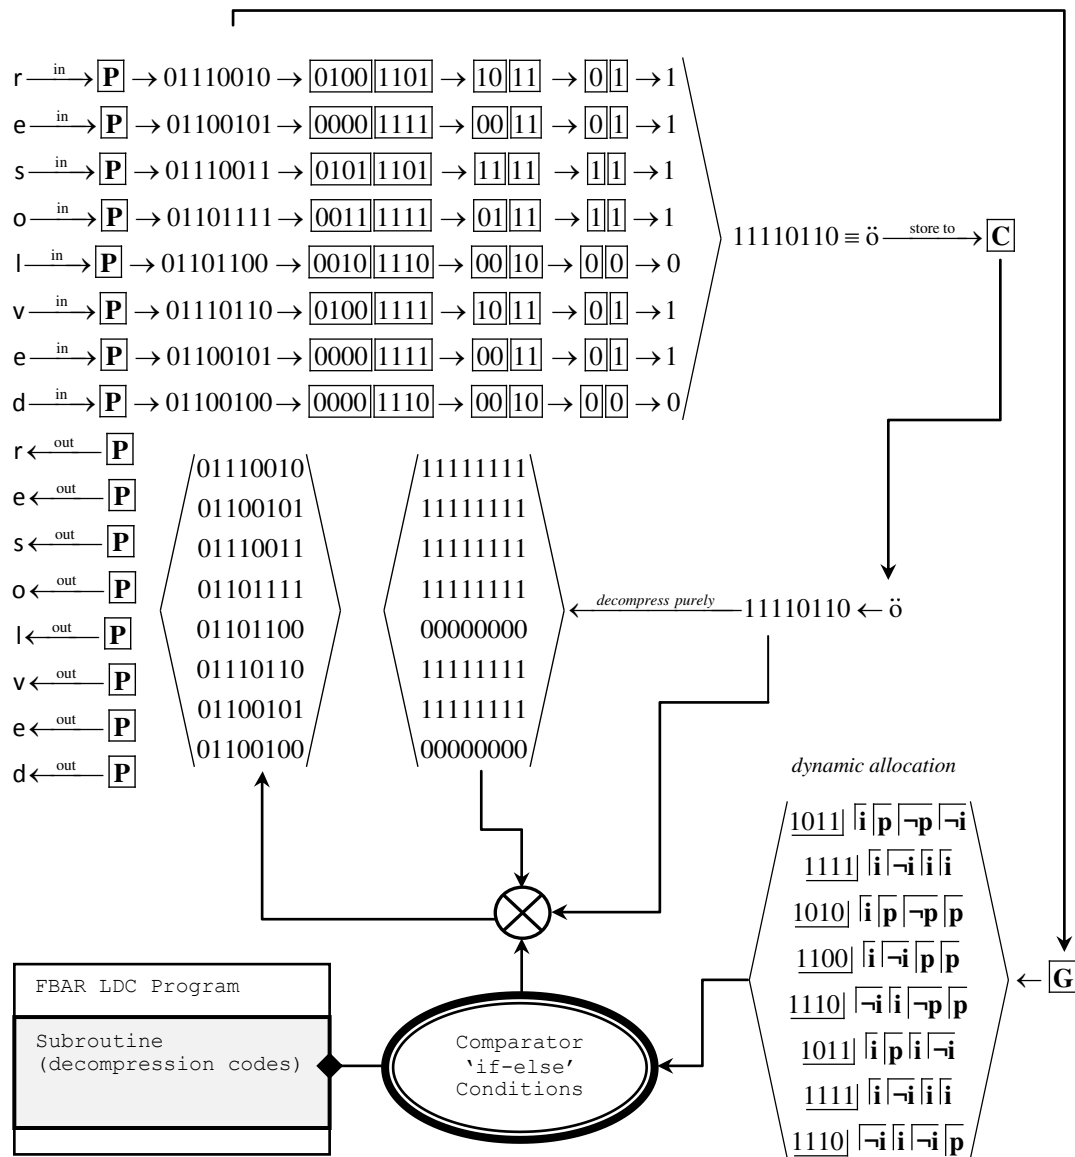 r in → P → 01110010 → 0100 1101 → 10 11 → 0 1 → 1
e in → P → 01100101 → 0000 1111 → 00 11 → 0 1 → 1
s in → P → 01110011 → 0101 1101 → 11 11 → 1 1 → 1
o in → P → 01101111 → 0011 1111 → 01 11 → 1 1 → 1
l in → P → 01101100 → 0010 1110 → 00 10 → 0 0 → 0
v in → P → 01110110 → 0100 1111 → 10 11 → 0 1 → 1
e in → P → 01100101 → 0000 1111 → 00 11 → 0 1 → 1
d in → P → 01100100 → 0000 1110 → 00 10 → 0 0 → 0
11110110 ≡ ö store to → C
r ← out P
e ← out P
s ← out P
o ← out P
l ← out P
v ← out P
e ← out P
d ← out P
01110010
01100101
01110011
01101111
01101100
01110110
01100101
01100100
11111111
11111111
11111111
11111111
00000000
11111111
11111111
00000000
← decompress purely 11110110 ← ö
dynamic allocation
1011 i p ¬p ¬i
1111 i ¬i i i
1010 i p ¬p p
1100 i ¬i p p
1110 ¬i i ¬p p
1011 i p i ¬i
1111 i ¬i i i
1110 ¬i i ¬i p
← G
FBAR LDC Program
Subroutine
(decompression codes)
Comparator
‘if-else’
Conditions